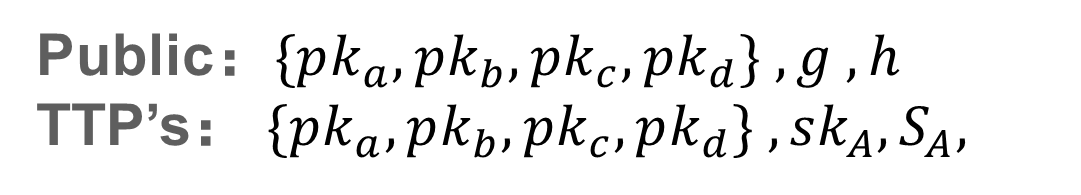 Public: {pk_a, pk_b, pk_c, pk_d} , g , h
TTP's: {pk_a, pk_b, pk_c, pk_d} , sk_A, S_A,